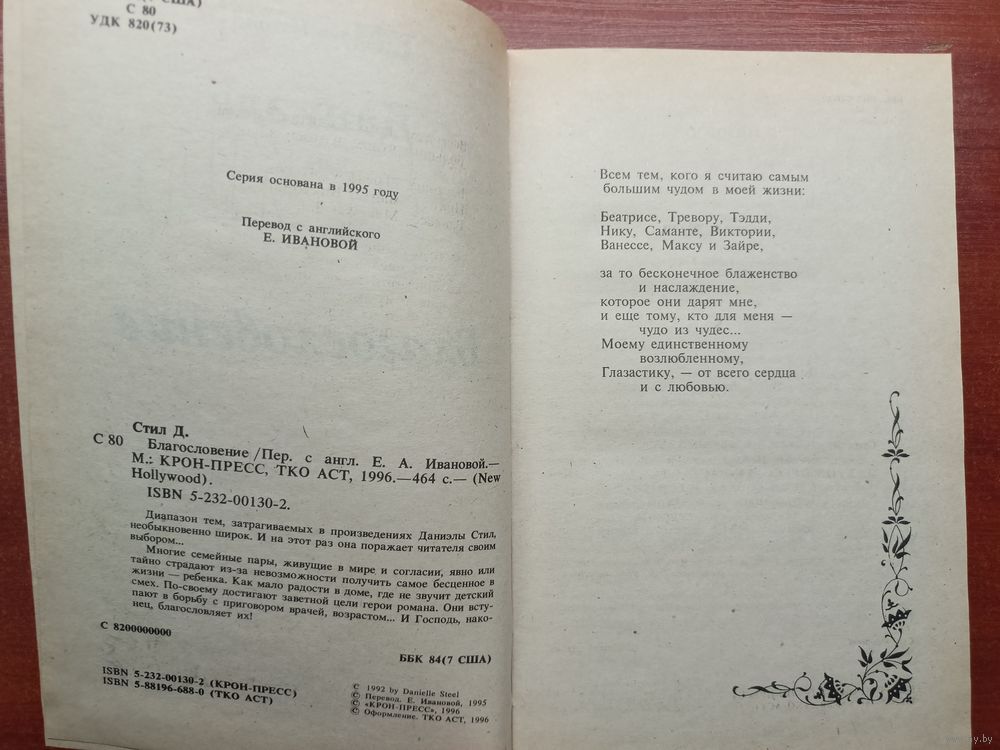 США)
С 80
УДК 820(73)
Серия основана в 1995 году
Перевод с английского
Е. ИВАНОВОЙ
Стил Д.
С 80 Благословение /Пер. с англ. Е. А. Ивановой.—
М.: КРОН-ПРЕСС, ТКО АСТ, 1996.—464 с.— (New
Hollywood).
ISBN 5-232-00130-2.
Диапазон тем, затрагиваемых в произведениях Даниэлы Стил,
необыкновенно широк. И на этот раз она поражает читателя своим
выбором...
Многие семейные пары, живущие в мире и согласии, явно или
тайно страдают из-за невозможности получить самое бесценное в
жизни — ребенка. Как мало радости в доме, где не звучит детский
смех. По-своему достигают заветной цели герои романа. Они всту-
пают в борьбу с приговором врачей, возрастом... И Господь, нако-
нец, благословляет их!
С 8200000000
ББК 84(7 США)
ISBN 5-232-00130-2 (КРОН-ПРЕСС)
ISBN 5-88196-688-0 (ТКО АСТ)
© 1992 by Danielle Steel
© Перевод. Е. Ивановой, 1995
© «КРОН-ПРЕСС», 1996
© Оформление. ТКО АСТ, 1996
Всем тем, кого я считаю самым
большим чудом в моей жизни:
Беатрисе, Тревору, Тэдди,
Нику, Саманте, Виктории,
Ванессе, Максу и Зайре,
за то бесконечное блаженство
и наслаждение,
которое они дарят мне,
и еще тому, кто для меня —
чудо из чудес...
Моему единственному
возлюбленному,
Глазастику, — от всего сердца
и с любовью.